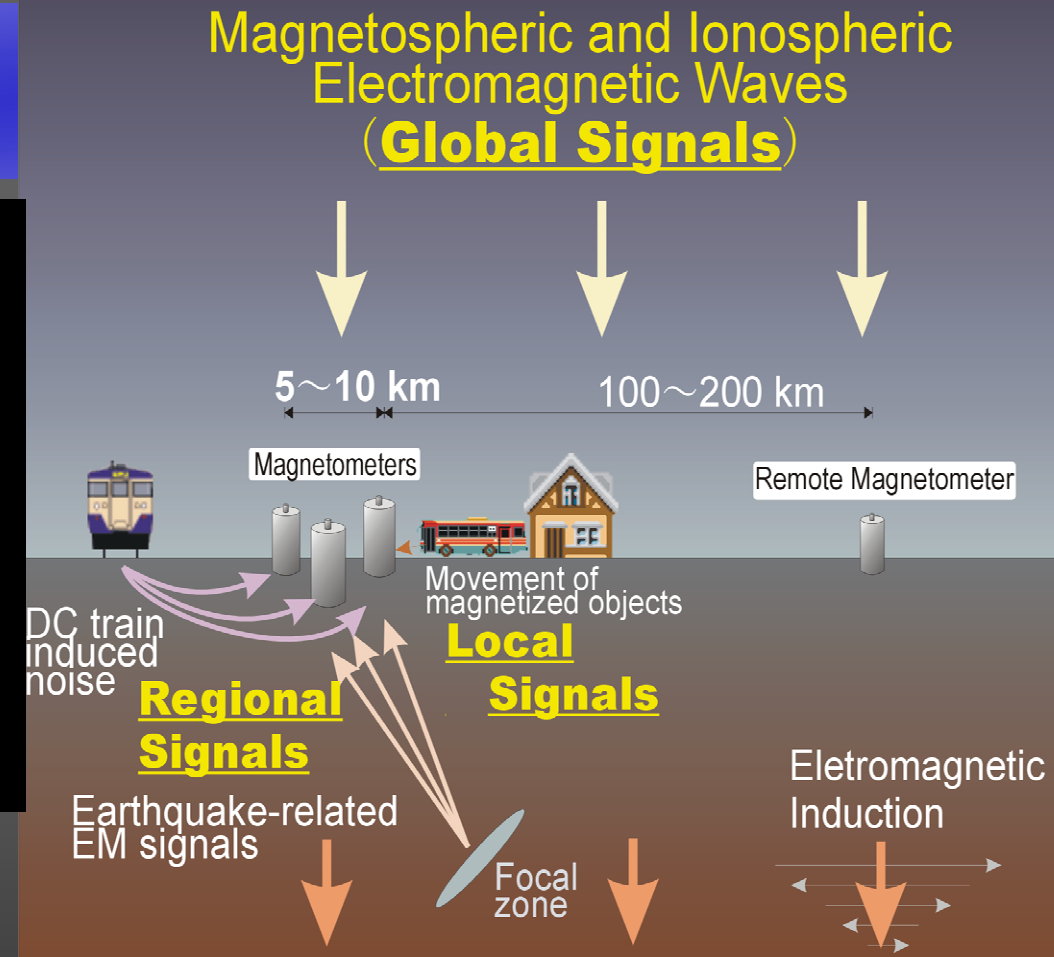 Magnetospheric and Ionospheric
Electromagnetic Waves
（Global Signals）
5～10 km
100～200 km
Magnetometers
Remote Magnetometer
Movement of
magnetized objects
DC train
induced
noise
Local
Signals
Regional
Signals
Eletromagnetic
Induction
Earthquake-related
EM signals
Focal
zone